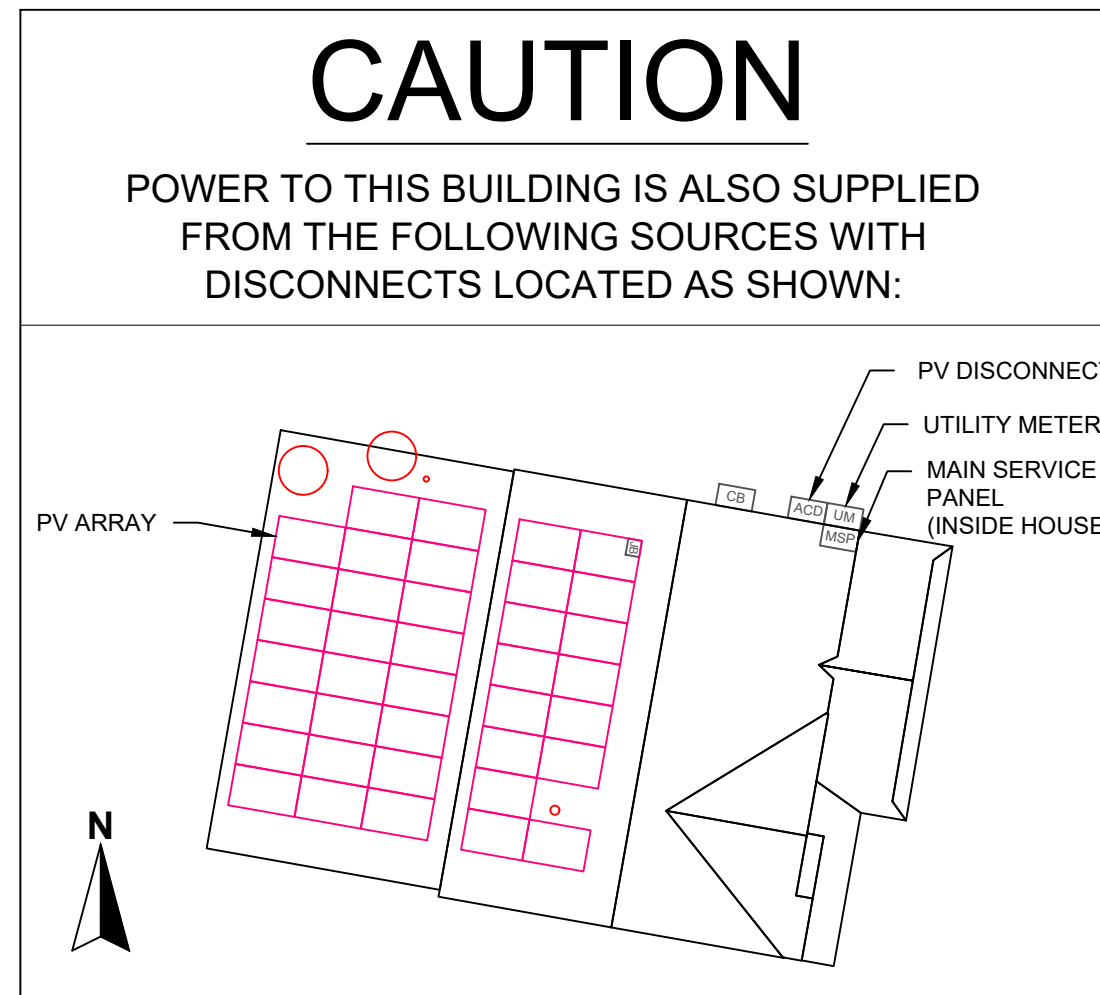 CAUTION
POWER TO THIS BUILDING IS ALSO SUPPLIED
FROM THE FOLLOWING SOURCES WITH
DISCONNECTS LOCATED AS SHOWN:
PV DISCONNECT
UTILITY METER
MAIN SERVICE
PANEL
(INSIDE HOUSE
PV ARRAY
CB
ACD
UM
MSP
JB
N